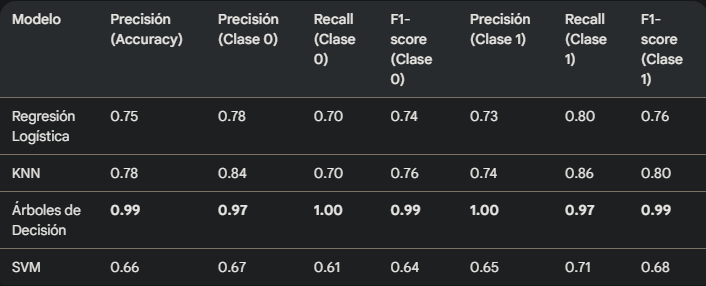 Modelo Precisión (Accuracy) Precisión (Clase 0) Recall (Clase 0) F1-score (Clase 0) Precisión (Clase 1) Recall (Clase 1) F1-score (Clase 1)
Regresión Logística 0.75 0.78 0.70 0.74 0.73 0.80 0.76
KNN 0.78 0.84 0.70 0.76 0.74 0.86 0.80
Árboles de Decisión 0.99 0.97 1.00 0.99 1.00 0.97 0.99
SVM 0.66 0.67 0.61 0.64 0.65 0.71 0.68